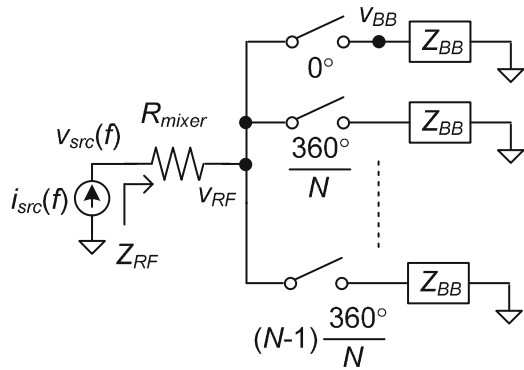 v_BB
Z_BB
0°
R_mixer
v_src(f)
Z_BB
360°
N
i_src(f)
v_RF
Z_RF
Z_BB
(N-1) 360°
N